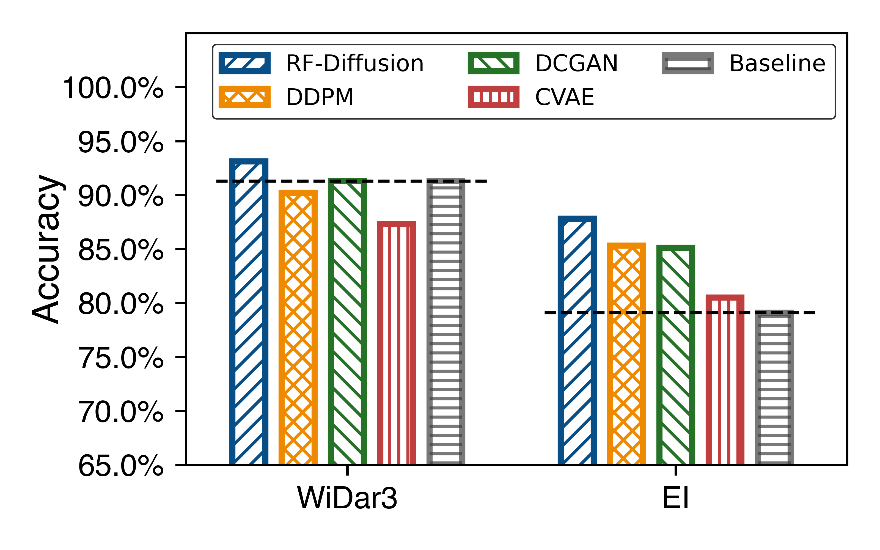 RF-Diffusion DCGAN Baseline
DDPM CVAE
Accuracy
100.0%
95.0%
90.0%
85.0%
80.0%
75.0%
70.0%
65.0%
WiDar3 EI